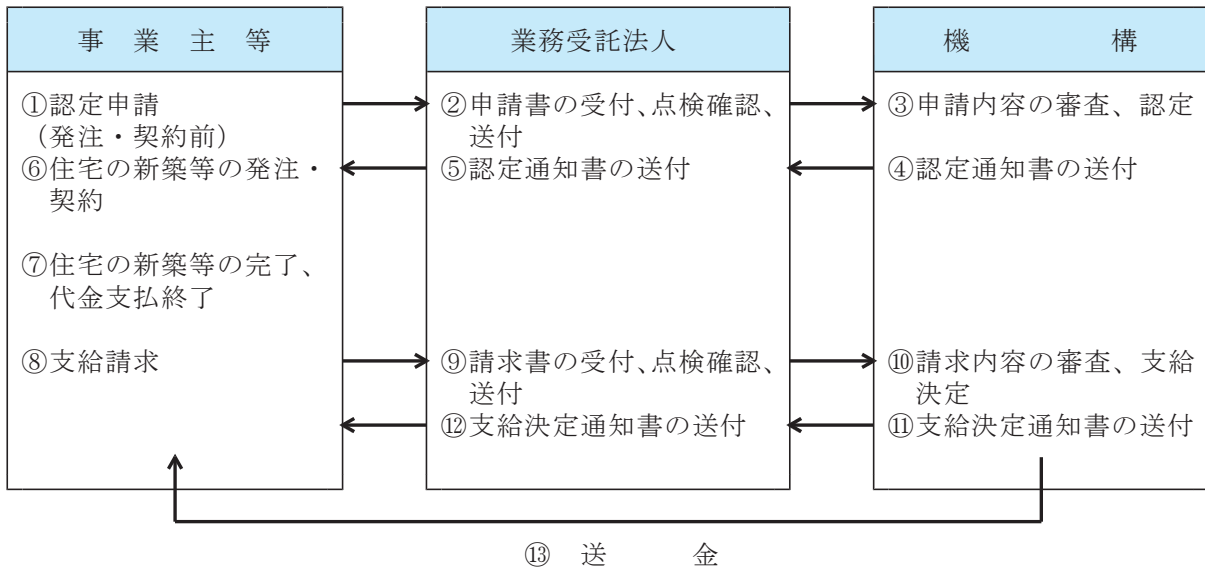 事業主等
業務受託法人
機構
①認定申請
（発注・契約前）
⑥住宅の新築等の発注・
契約
⑦住宅の新築等の完了、
代金支払終了
⑧支給請求
②申請書の受付、点検確認、
送付
⑤認定通知書の送付
⑨請求書の受付、点検確認、
送付
⑫支給決定通知書の送付
③申請内容の審査、認定
④認定通知書の送付
⑩請求内容の審査、支給
決定
⑪支給決定通知書の送付
⑬ 送金